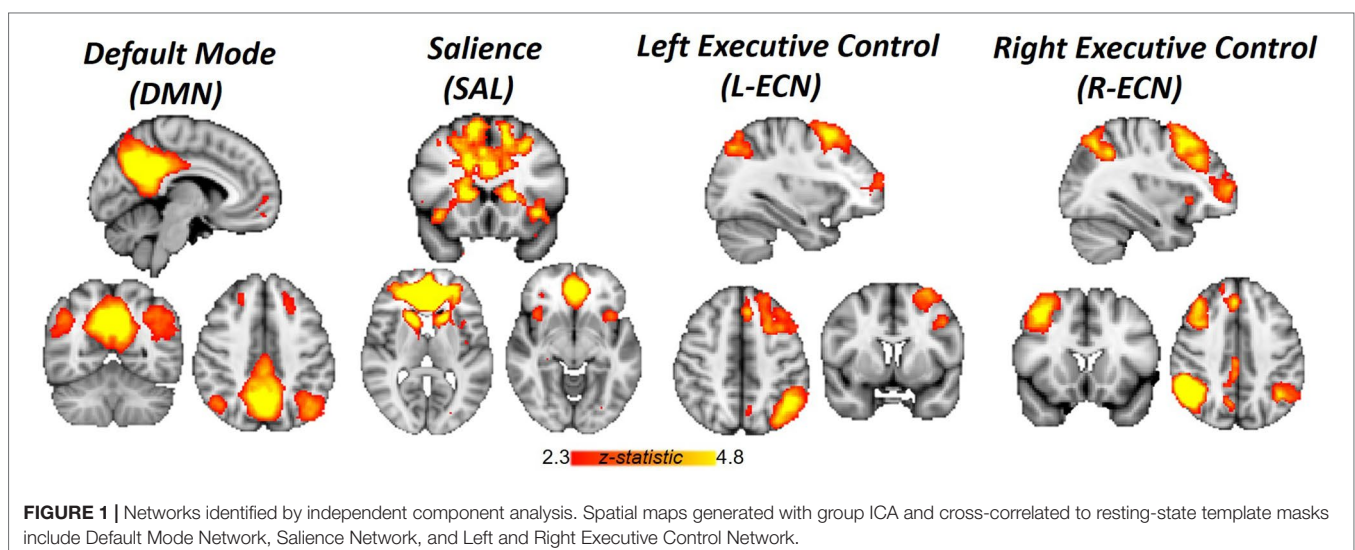 Default Mode
(DMN)
Salience
(SAL)
Left Executive Control
(L-ECN)
Right Executive Control
(R-ECN)
2.3 z-statistic 4.8
FIGURE 1 | Networks identified by independent component analysis. Spatial maps generated with group ICA and cross-correlated to resting-state template masks
include Default Mode Network, Salience Network, and Left and Right Executive Control Network.